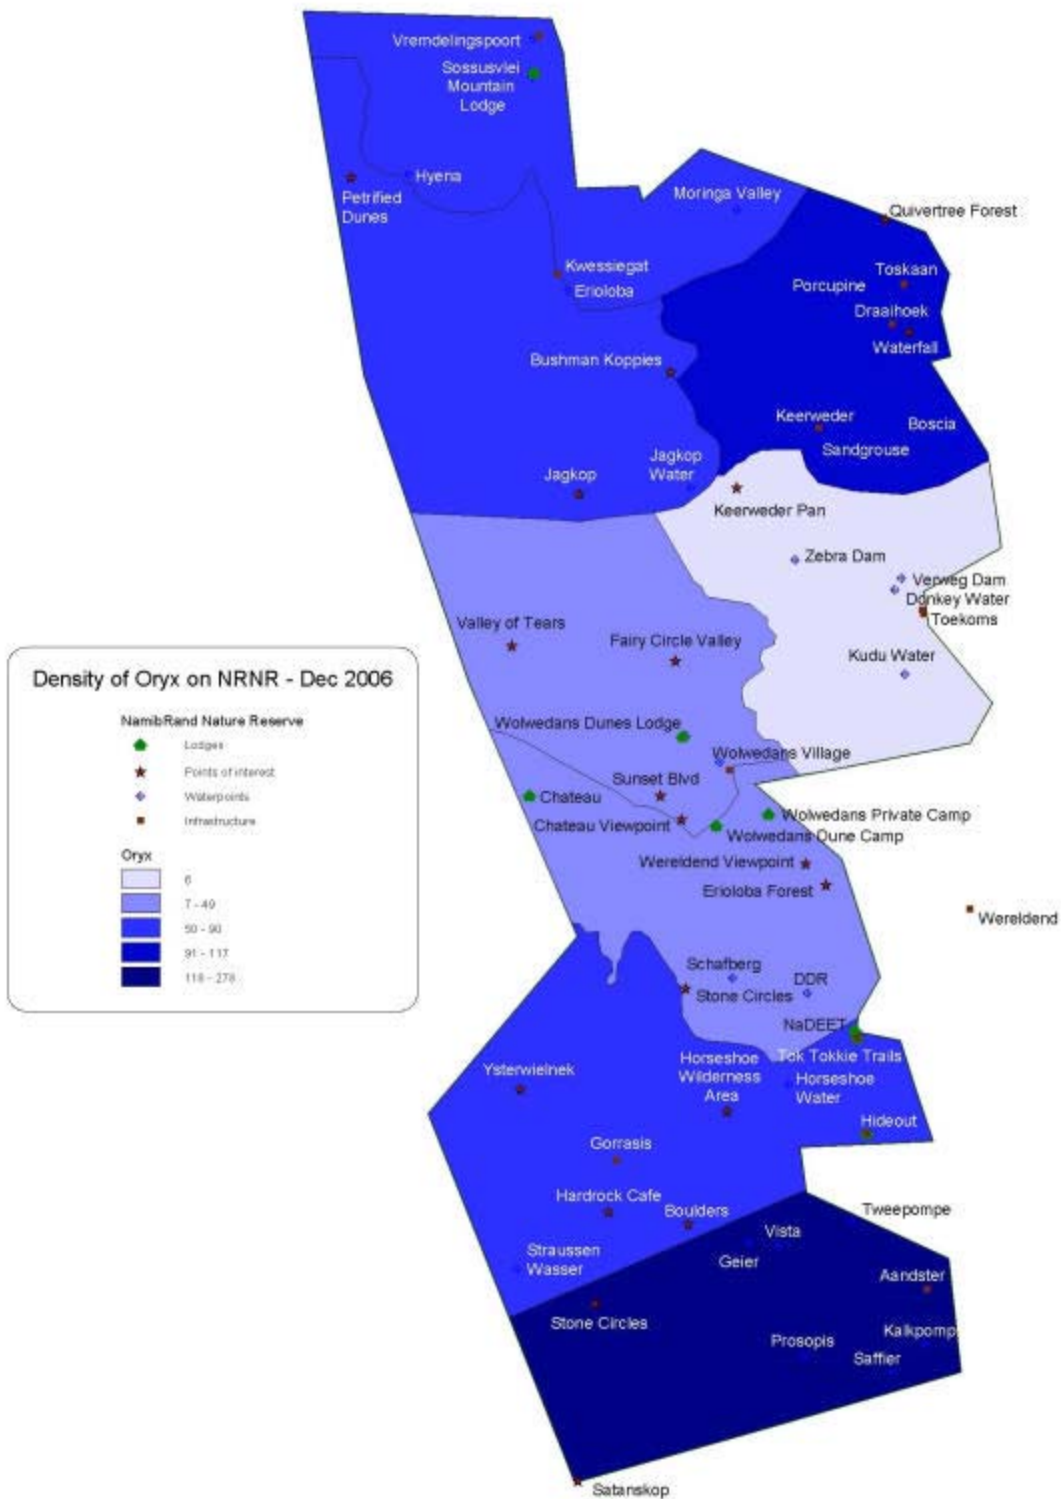 Vremdelingspoort
Sossusvlei
Mountain
Lodge
Hyena
Petrified
Dunes
Moringa Valley
Quivertree Forest
Kwessiegat
Erioloba
Toskaan
Porcupine
Draaihoek
Waterfall
Bushman Koppies
Keerweder
Boscia
Sandgrouse
Jagkop
Water
Jagkop
Keerweder Pan
Zebra Dam
Verweg Dam
Donkey Water
Toekoms
Valley of Tears
Fairy Circle Valley
Kudu Water
Wolwedans Dunes Lodge
Wolwedans Village
Sunset Blvd
Chateau
Chateau Viewpoint
Wolwedans Private Camp
Wolwedans Dune Camp
Wereldend Viewpoint
Erioloba Forest
Wereldend
Schafberg
Stone Circles
DDR
NaDEET
Tok Tokkie Trails
Ysterwielnek
Horseshoe
Wilderness
Area
Horseshoe
Water
Hideout
Gorrasis
Hardrock Cafe
Boulders
Tweepompe
Vista
Geier
Straussen
Wasser
Aandster
Stone Circles
Kalkpomp
Prosopis
Saffier
Satanskop
Density of Oryx on NRNR - Dec 2006
NamibRand Nature Reserve
Lodges
Points of interest
Waterpoints
Infrastructure
Oryx
6
7 - 49
50 - 90
91 - 117
118 - 278